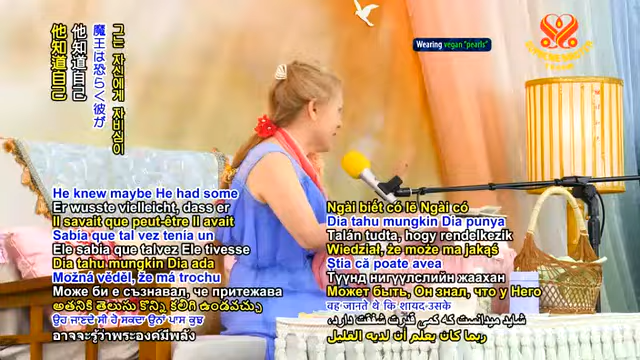 他知道自己
他知道自己
魔王は恐らく彼が
그는 자신에게 자비심이
Wearing vegan "pearls"
He knew maybe He had some
Er wusste vielleicht, dass er
Il savait que peut-être Il avait
Sabía que tal vez tenía un
Ele sabia que talvez Ele tivesse
Dia tahu mungkin Dia ada
Možná věděl, že má trochu
Може би е съзнавал, че притежава
అతనికి తెలుసు కొన్ని కలిగి ఉండవచ్చు
ਉਹ ਜਾਣਦੇ ਸੀ ਹੋ ਸਕਦਾ ਉਨਾਂ ਪਾਸ ਕੁਝ
อาจจะรู้ว่าพระองค์มีพลัง
Ngài biết có lẽ Ngài có
Dia tahu mungkin Dia punya
Talán tudta, hogy rendelkezik
Wiedział, że może ma jakąś
Știa că poate avea
Түүнд нигүүлслийн жаахан
Может быть, Он знал, что у Него
वह जानते थे कि शायद-उसके
شاید میدانست که کمی قدرت شفقت دارد،
ربما كان يعلم أن لديه القليل